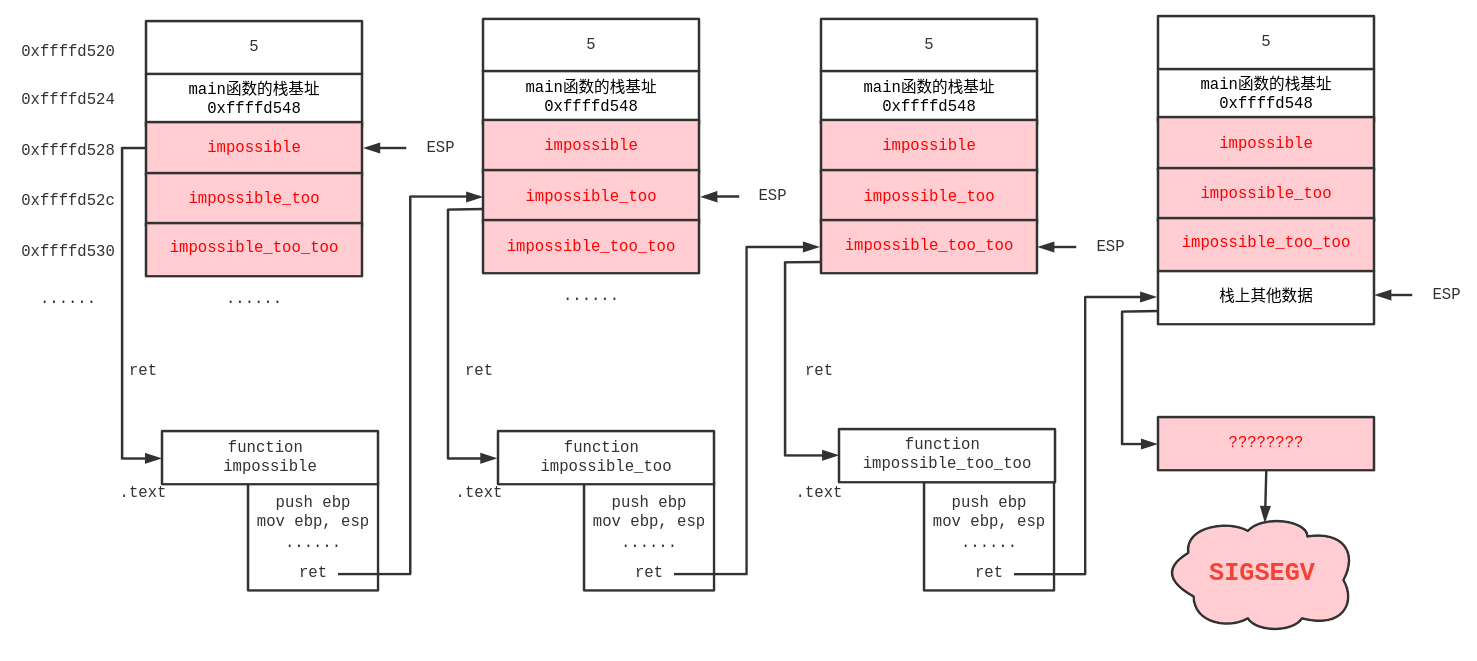 0xffffd520
0xffffd524
0xffffd528
0xffffd52c
0xffffd530
......
5
main函数的栈基址
0xffffd548
impossible
impossible_too
impossible_too_too
......
ESP
ret
function
impossible
.text
push ebp
mov ebp, esp
......
ret
5
main函数的栈基址
0xffffd548
impossible
impossible_too
impossible_too_too
......
ESP
ret
function
impossible_too
.text
push ebp
mov ebp, esp
......
ret
5
main函数的栈基址
0xffffd548
impossible
impossible_too
impossible_too_too
ESP
ret
function
impossible_too_too
.text
push ebp
mov ebp, esp
......
ret
5
main函数的栈基址
0xffffd548
impossible
impossible_too
impossible_too_too
栈上其他数据
ESP
????????
SIGSEGV